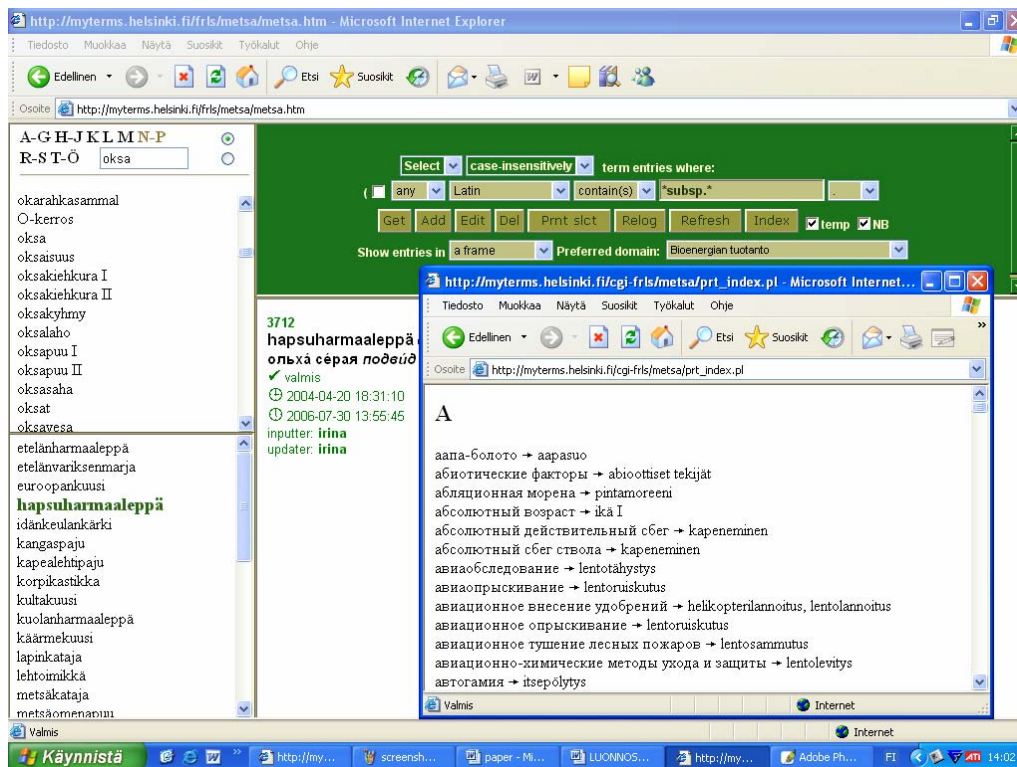 http://myterms.helsinki.fi/frls/metsa/metsa.htm - Microsoft Internet Explorer
Tiedosto Muokkaa Näytä Suosikit Työkalut Ohje
Edellinen Etsi Suosikit
Osoite http://myterms.helsinki.fi/frls/metsa/metsa.htm
A-G H-J K L M N-P
R-S T-Ö oksa
okarahkasammal
O-kerros
oksa
oksaisuus
oksakiehkura I
oksakiehkura II
oksakyhmy
oksalaho
oksapuu I
oksapuu II
oksasaha
oksat
oksavesa
etelänharmaaleppä
etelänvariksenmarja
euroopankuusi
hapsuharmaaleppä
idänkeulankärki
kangaspaju
kapealehtipaju
korpikastikka
kultakuusi
kuolanharmaaleppä
käärmekuusi
lapinkataja
lehtoimikkä
metsäkataja
metsäomenapuu
Select case-insensitively term entries where:
( any Latin contain(s) *subsp.* .
Get Add Edit Del Prnt slct Relog Refresh Index temp NB
Show entries in a frame Preferred domain: Bioenergian tuotanto
3712
hapsuharmaaleppä
ольха́ се́рая подви́д
valmis
2004-04-20 18:31:10
2006-07-30 13:55:45
inputter: irina
updater: irina
http://myterms.helsinki.fi/cgi-frls/metsa/prt_index.pl - Microsoft Internet ...
Tiedosto Muokkaa Näytä Suosikit Työkalut Ohje
Edellinen Etsi Suosikit »
Osoite http://myterms.helsinki.fi/cgi-frls/metsa/prt_index.pl
А
аапа-болото → aapasuo
абиотические факторы → abioottiset tekijät
абляционная морена → pintamoreeni
абсолютный возраст → ikä I
абсолютный действительный сбег → kapeneminen
абсолютный сбег ствола → kapeneminen
авиаобследование → lentotähystys
авиаопрыскивание → lentoruiskutus
авиационное внесение удобрений → helikopterilannoitus, lentolannoitus
авиационное опрыскивание → lentoruiskutus
авиационное тушение лесных пожаров → lentosammutus
авиационно-химические методы ухода и защиты → lentolevitys
автогамия → itsepölytys
Valmis Internet
Valmis Internet
Käynnistä » http://my... screensh... paper - Mi... LUONNOS... http://my... Adobe Ph... FI ATI 14:02